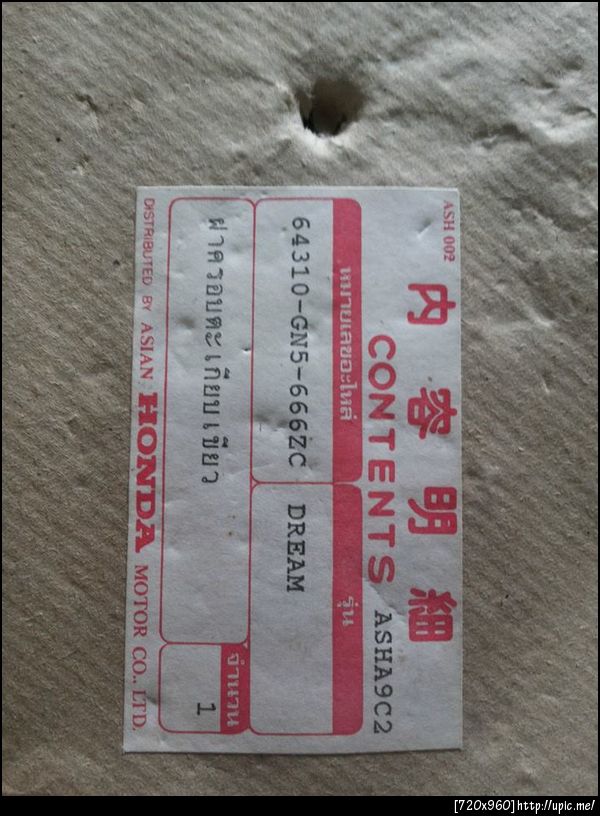 ASH 002
内容明細
CONTENTS ASHA9C2
หมายเลขอะไหล่ รุ่น
64310-GN5-666ZC DREAM
จำนวน
ฝาครอบตะเกียบเขียว 1
DISTRIBUTED BY ASIAN HONDA MOTOR CO., LTD.
[720x960]http://upic.me/